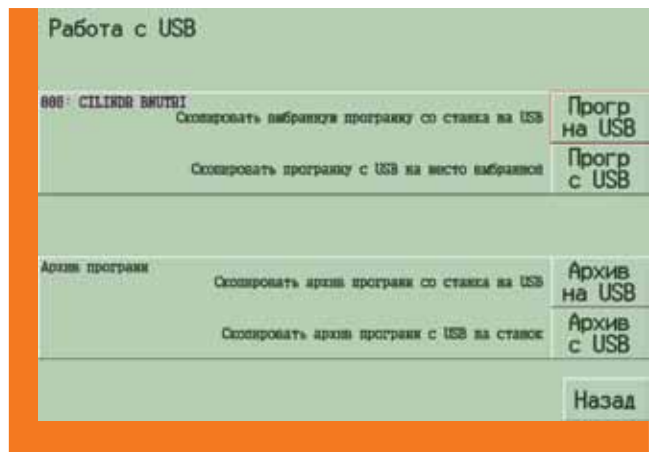 Работа с USB
000: CILINDR BNUTRI
Скопировать выбранную программу со станка на USB
Прогр
на USB
Скопировать программу с USB на место выбранной
Прогр
с USB
Архив программ
Скопировать архив программ со станка на USB
Архив
на USB
Скопировать архив программ с USB на станок
Архив
с USB
Назад